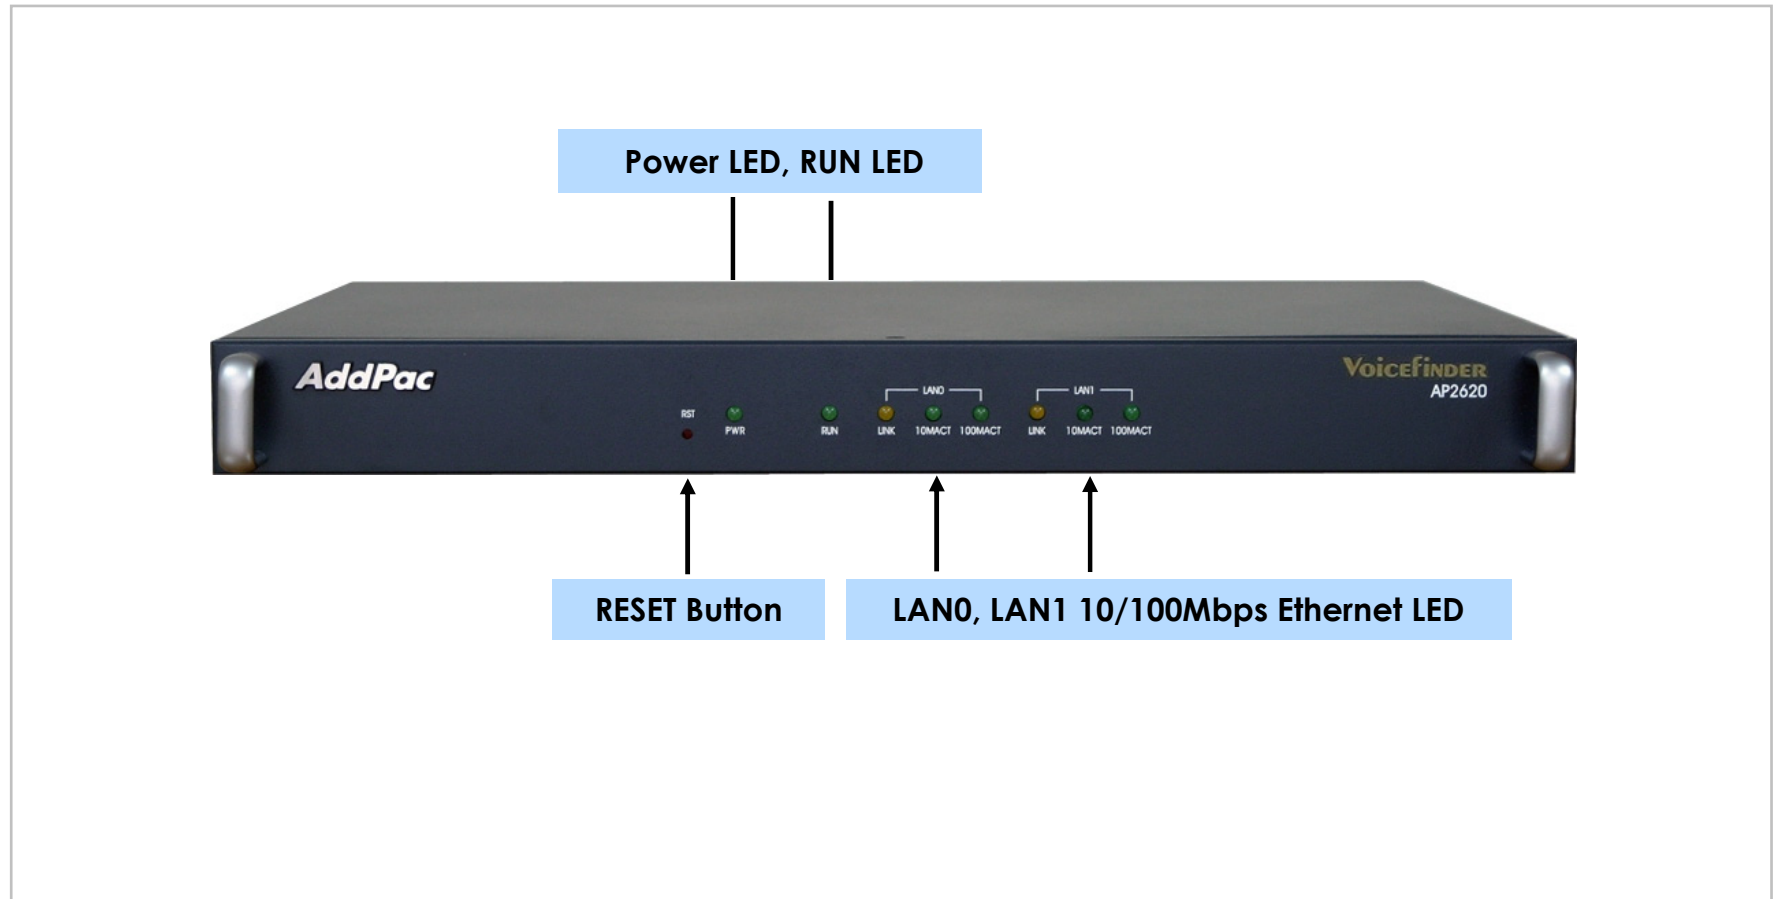 Power LED, RUN LED
AddPac
VoiceFinder
AP2620
LAN0
LAN1
RST
PWR
RUN
LINK
10MACT
100MACT
LINK
10MACT
100MACT
RESET Button
LAN0, LAN1 10/100Mbps Ethernet LED